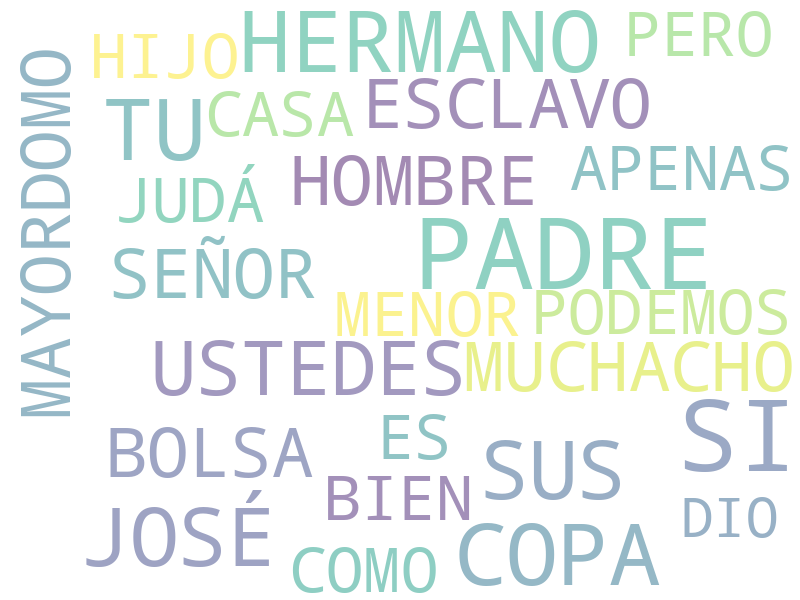 HIJO HERMANO PERO
TU CASA ESCLAVO
JUDÁ HOMBRE APENAS
MAYORDOMO
SEÑOR PADRE
MENOR PODEMOS
USTEDES MUCHACHO
BOLSA ES SUS SI
JOSÉ BIEN DIO
COMO COPA